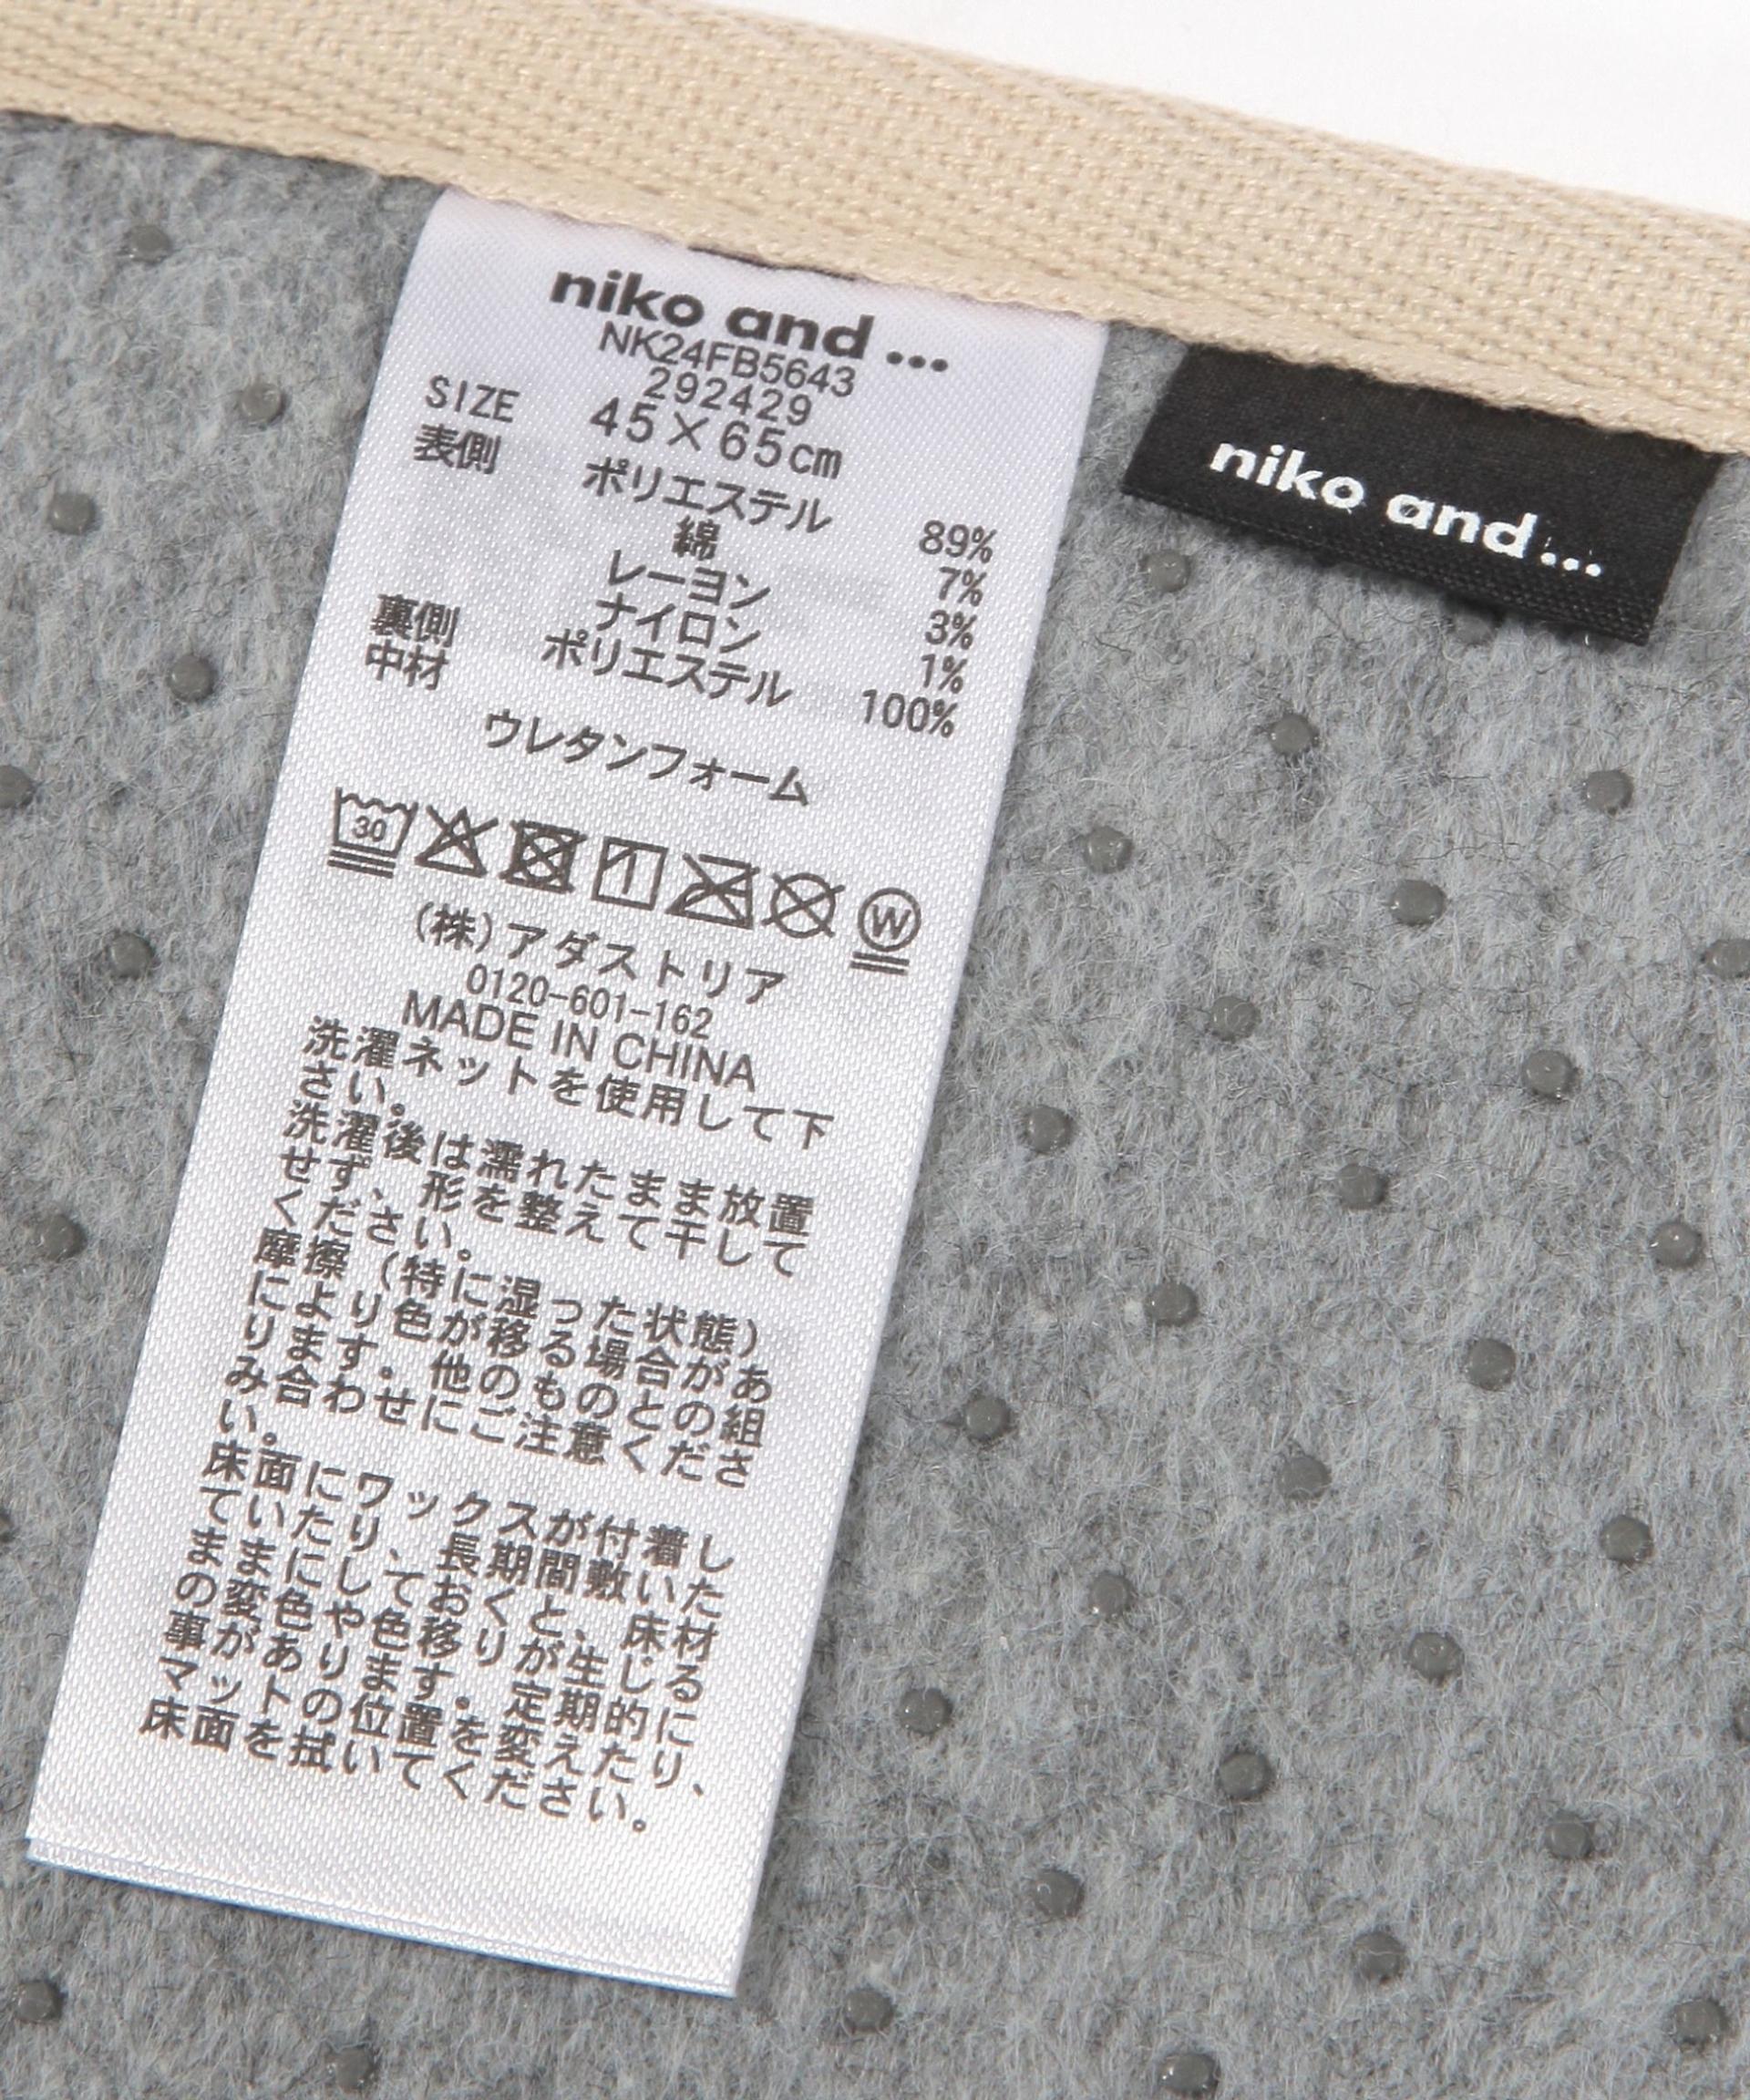 niko and...
NK24FB5643
292429
SIZE 45×65cm
表側 ポリエステル 89%
綿 7%
レーヨン 3%
ナイロン 1%
裏側 ポリエステル 100%
中材
ウレタンフォーム
30
W
(株)アダストリア
0120-601-162
MADE IN CHINA
洗濯ネットを使用して下
さい。
洗濯後は濡れたまま放置
せず、形を整えて干して
ください。
摩擦(特に湿った状態)
により色が移る場合があ
ります。他のものとの組
み合わせにご注意くださ
い。
床面にワックスが付着し
ていたり、長期間敷いた
ままにしておくと、床材
の変色や色移りが生じる
事があります。定期的に
マットの位置を変えたり、
床面を拭いてください。
niko and...